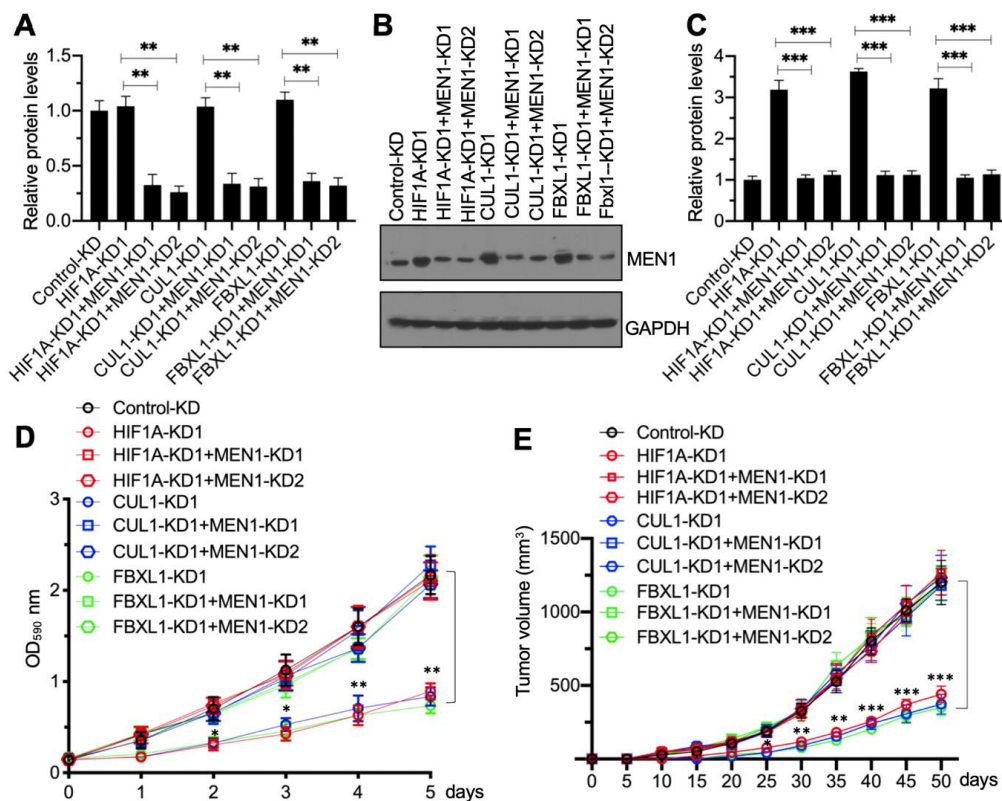 A
Relative protein levels
1.5
1.0
0.5
0.0
**
**
**
**
**
**
Control-KD
HIF1A-KD1
HIF1A-KD1+MEN1-KD1
HIF1A-KD1+MEN1-KD2
CUL1-KD1
CUL1-KD1+MEN1-KD1
CUL1-KD1+MEN1-KD2
FBXL1-KD1
FBXL1-KD1+MEN1-KD1
FBXL1-KD1+MEN1-KD2
B
Control-KD
HIF1A-KD1
HIF1A-KD1+MEN1-KD1
HIF1A-KD1+MEN1-KD2
CUL1-KD1
CUL1-KD1+MEN1-KD1
CUL1-KD1+MEN1-KD2
FBXL1-KD1
FBXL1-KD1+MEN1-KD1
Fbxl1--KD1+MEN1-KD2
MEN1
GAPDH
C
Relative protein levels
4
3
2
1
0
***
***
***
***
***
***
Control-KD
HIF1A-KD1
HIF1A-KD1+MEN1-KD1
HIF1A-KD1+MEN1-KD2
CUL1-KD1
CUL1-KD1+MEN1-KD1
CUL1-KD1+MEN1-KD2
FBXL1-KD1
FBXL1-KD1+MEN1-KD1
FBXL1-KD1+MEN1-KD2
D
Control-KD
HIF1A-KD1
HIF1A-KD1+MEN1-KD1
HIF1A-KD1+MEN1-KD2
CUL1-KD1
CUL1-KD1+MEN1-KD1
CUL1-KD1+MEN1-KD2
FBXL1-KD1
FBXL1-KD1+MEN1-KD1
FBXL1-KD1+MEN1-KD2
OD590 nm
3
2
1
0
*
*
**
**
0 1 2 3 4 5 days
E
Control-KD
HIF1A-KD1
HIF1A-KD1+MEN1-KD1
HIF1A-KD1+MEN1-KD2
CUL1-KD1
CUL1-KD1+MEN1-KD1
CUL1-KD1+MEN1-KD2
FBXL1-KD1
FBXL1-KD1+MEN1-KD1
FBXL1-KD1+MEN1-KD2
Tumor volume (mm3)
1500
1250
1000
750
500
250
*
**
**
***
***
***
0 5 10 15 20 25 30 35 40 45 50 days